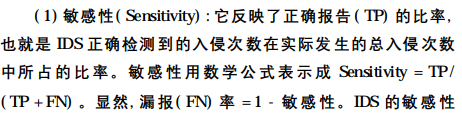 (1) 敏感性(Sensitivity):它反映了正确报告(TP)的比率,
也就是 IDS 正确检测到的入侵次数在实际发生的总入侵次数
中所占的比率。敏感性用数学公式表示成 Sensitivity = TP/
(TP + FN)。显然,漏报(FN)率 = 1 - 敏感性。IDS 的敏感性